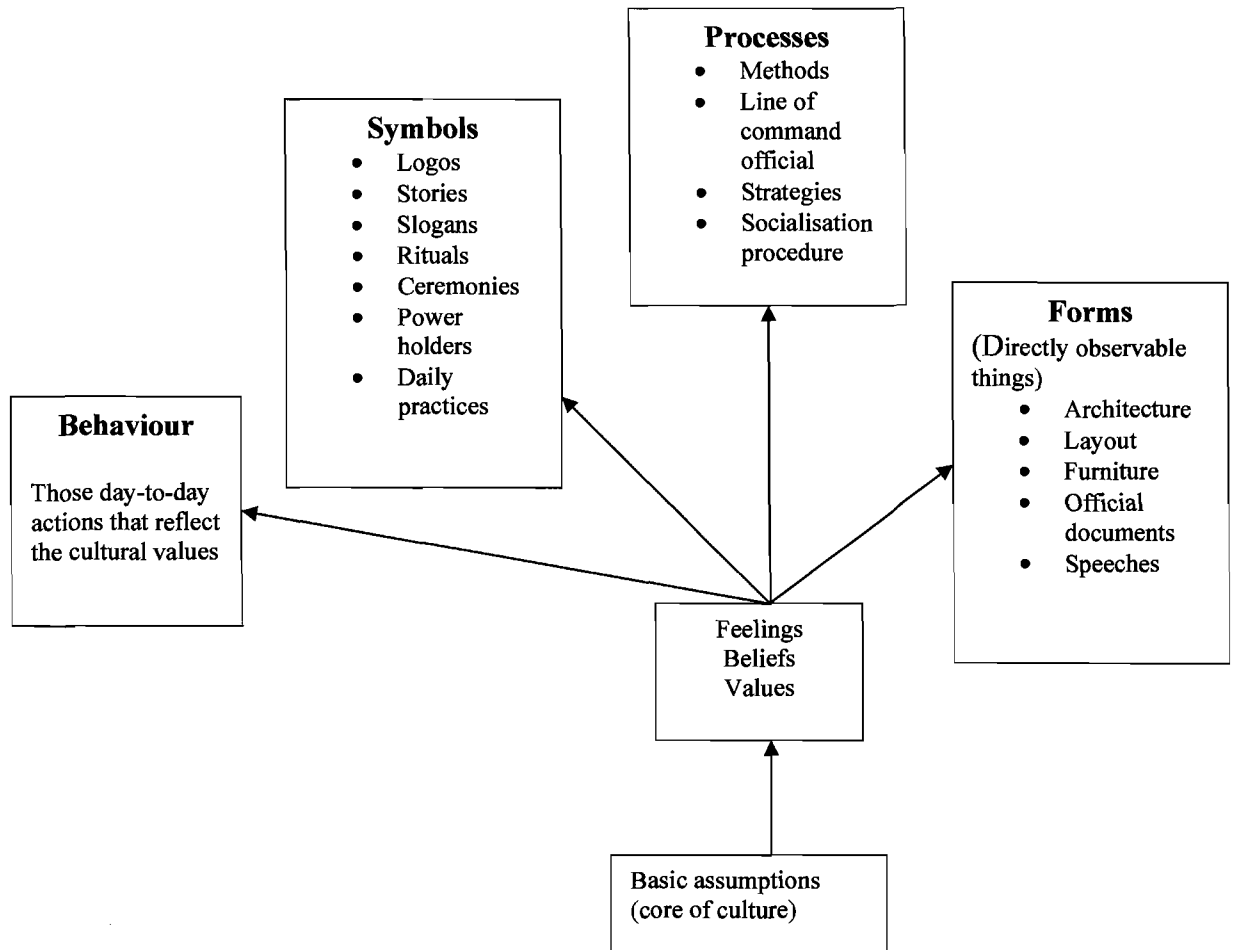 Processes
• Methods
• Line of
command
official
• Strategies
• Socialisation
procedure
Symbols
• Logos
• Stories
• Slogans
• Rituals
• Ceremonies
• Power
holders
• Daily
practices
Forms
(Directly observable
things)
• Architecture
• Layout
• Furniture
• Official
documents
• Speeches
Behaviour
Those day-to-day
actions that reflect
the cultural values
Feelings
Beliefs
Values
Basic assumptions
(core of culture)